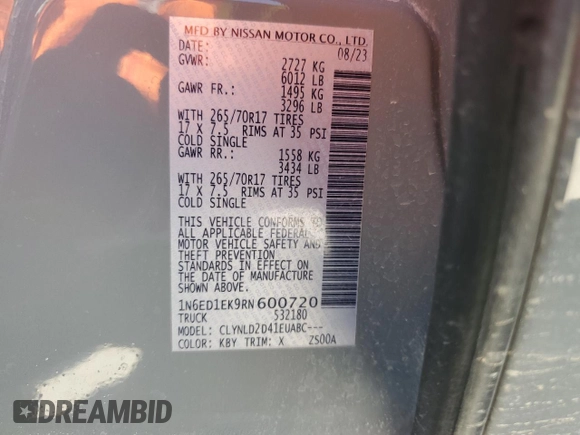 MFD BY NISSAN MOTOR CO., LTD.
DATE: 08/23
GVWR: 2727 KG
6012 LB
GAWR FR.: 1495 KG
3296 LB
WITH 265/70R17 TIRES
17 X 7.5 RIMS AT 35 PSI
COLD SINGLE
GAWR RR.: 1558 KG
3434 LB
WITH 265/70R17 TIRES
17 X 7.5 RIMS AT 35 PSI
COLD SINGLE
THIS VEHICLE CONFORMS TO
ALL APPLICABLE FEDERAL
MOTOR VEHICLE SAFETY AND
THEFT PREVENTION
STANDARDS IN EFFECT ON
THE DATE OF MANUFACTURE
SHOWN ABOVE.
1N6ED1EK9RN600720
TRUCK 532180
MODEL: CLYNLD2D41EUABC---
COLOR: KBY TRIM: X ZS00A
DREAMBID